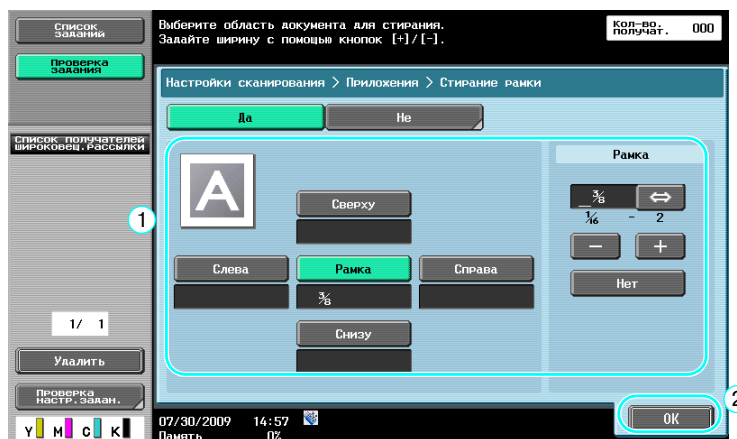 Список
заданий
Проверка
задания
Выберите область документа для стирания.
Задайте ширину с помощью кнопок [+]/[-].
Кол-во.
получат.
000
Настройки сканирования > Приложения > Стирание рамки
Да
Не
Список получателей
широковещ.рассылки
Рамка
A
Сверху
3/8
⇔
1/16 - 2
1
− +
Слева
Рамка
Справа
Нет
3/8
Снизу
1/ 1
Удалить
Проверка
настр.задан.
2
OK
Y M C K
07/30/2009 14:57
Память 0%